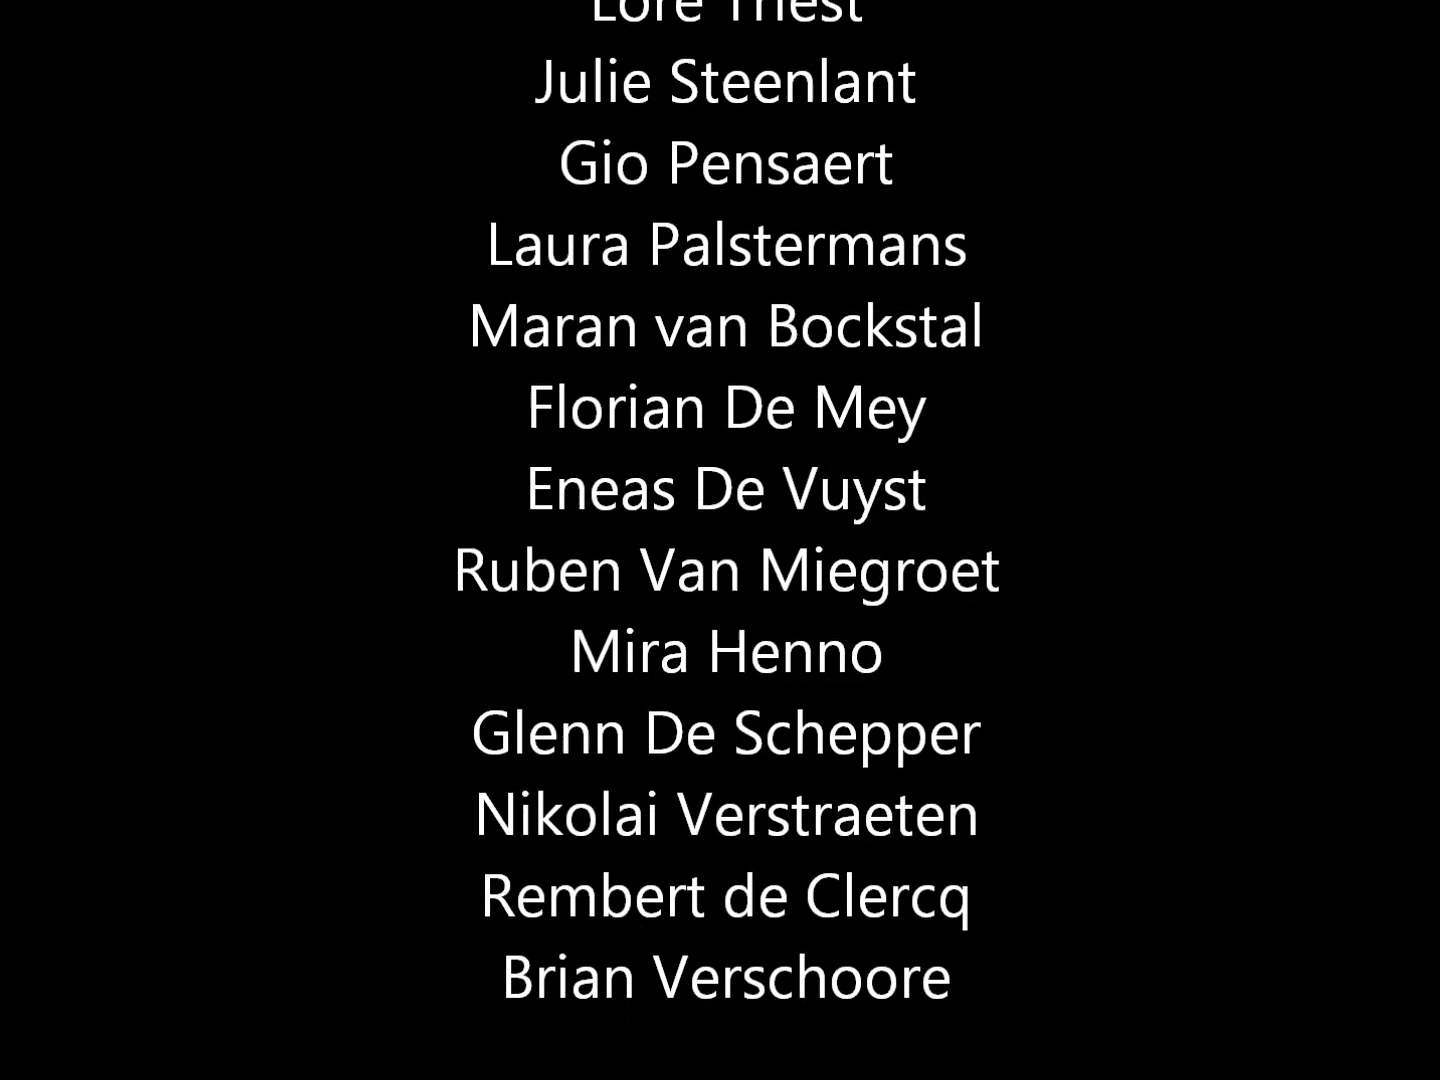 Lore Triest
Julie Steenlant
Gio Pensaert
Laura Palstermans
Maran van Bockstal
Florian De Mey
Eneas De Vuyst
Ruben Van Miegroet
Mira Henno
Glenn De Schepper
Nikolai Verstraeten
Rembert de Clercq
Brian Verschoore